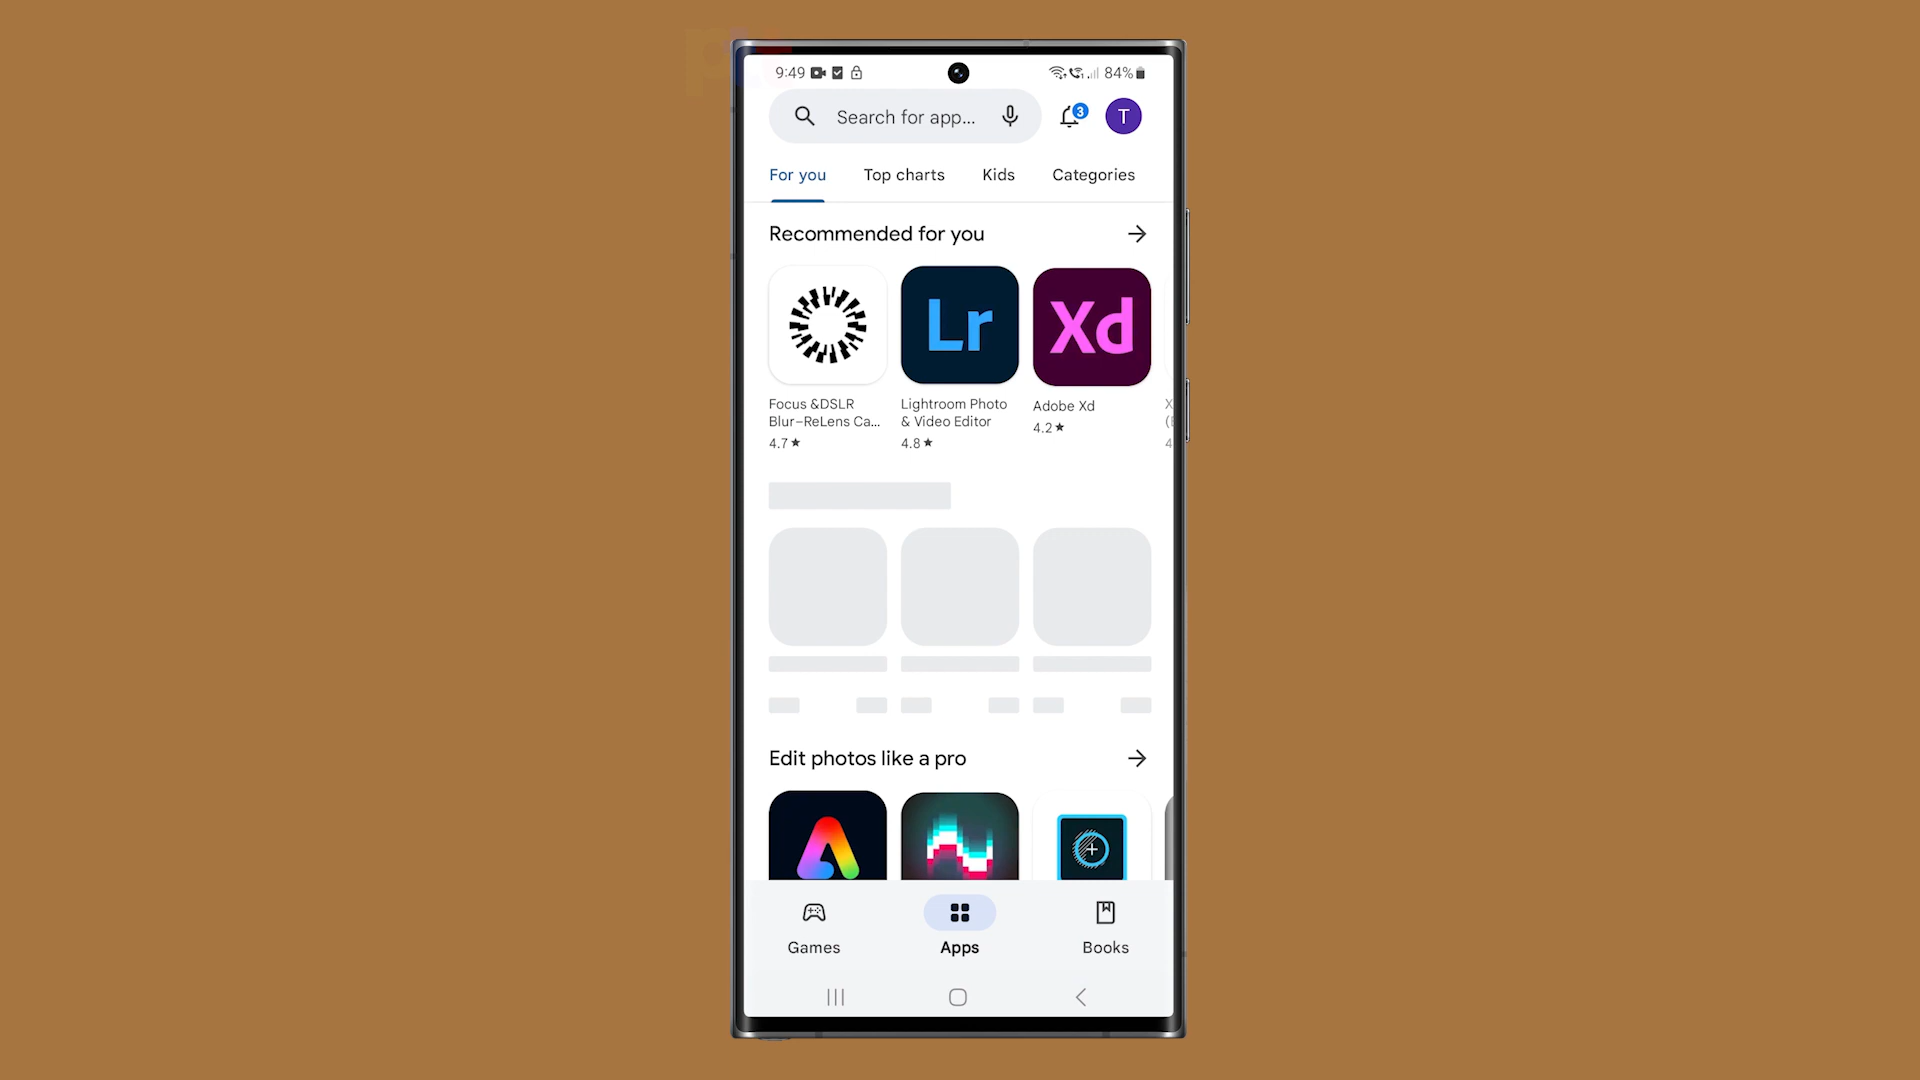 9:49 84%
Search for app...
3
T
For you Top charts Kids Categories
Recommended for you
Lr
Xd
Focus &DSLR
Blur–ReLens Ca...
4.7★
Lightroom Photo
& Video Editor
4.8★
Adobe Xd
4.2★
X
(E
4
Edit photos like a pro
Games Apps Books